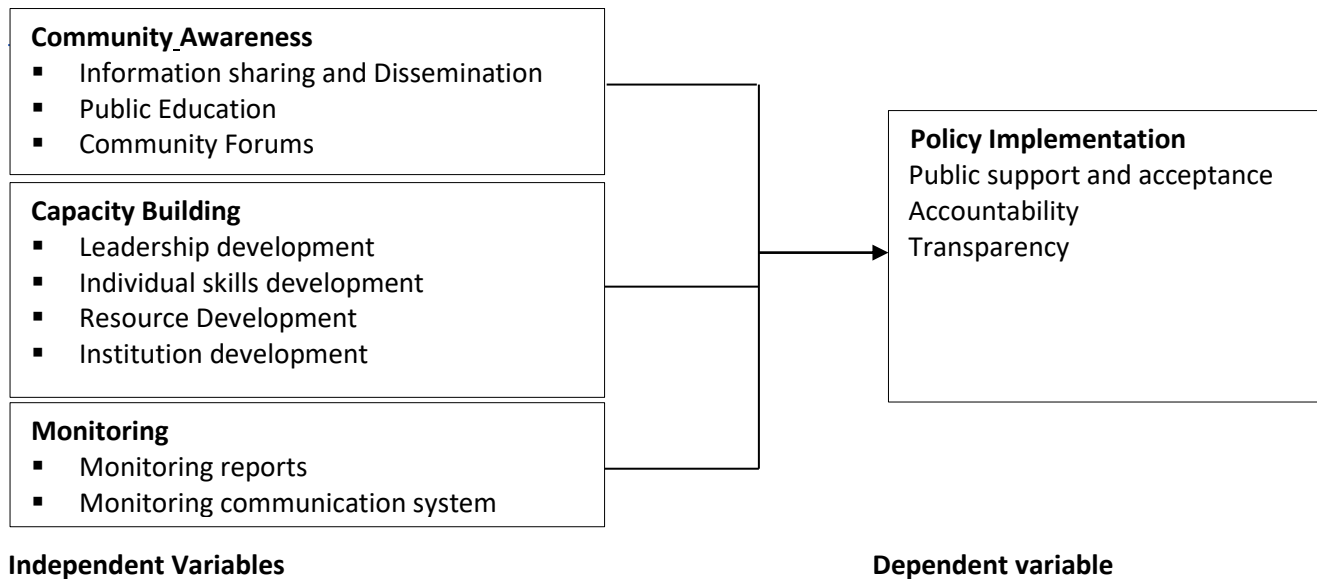 Community Awareness
▪ Information sharing and Dissemination
▪ Public Education
▪ Community Forums
Capacity Building
▪ Leadership development
▪ Individual skills development
▪ Resource Development
▪ Institution development
Monitoring
▪ Monitoring reports
▪ Monitoring communication system
Independent Variables
Policy Implementation
Public support and acceptance
Accountability
Transparency
Dependent variable